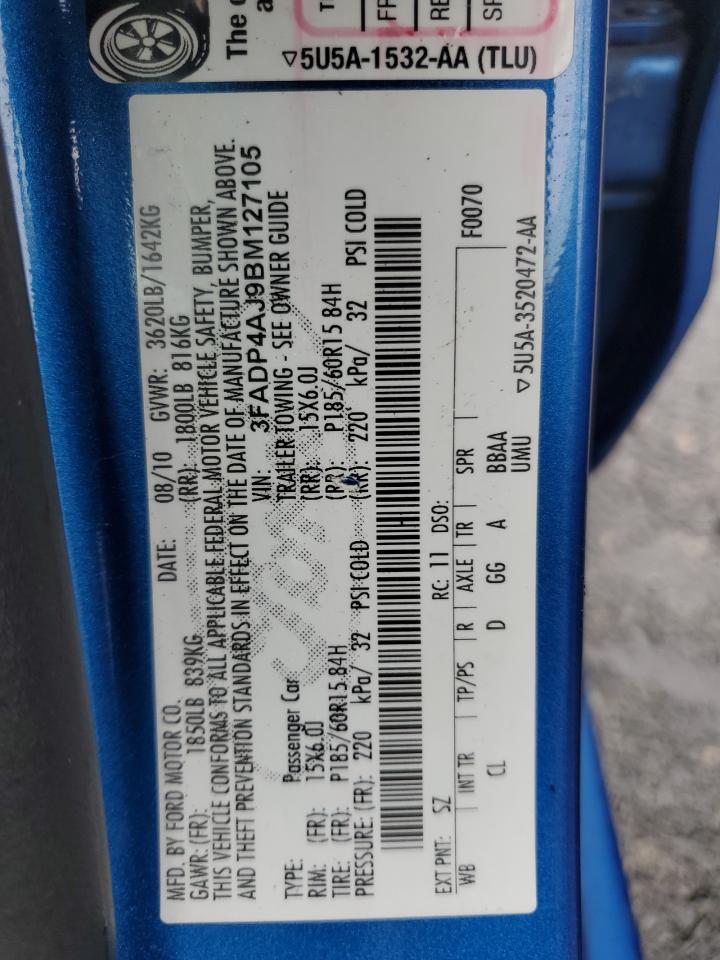 The
5U5A-1532-AA (TLU)
MFD. BY FORD MOTOR CO. DATE: 08/10 GVWR: 3620LB/1642KG
GAWR: (FR): 1850LB 839KG (RR): 1800LB 816KG
THIS VEHICLE CONFORMS TO ALL APPLICABLE FEDERAL MOTOR VEHICLE SAFETY, BUMPER,
AND THEFT PREVENTION STANDARDS IN EFFECT ON THE DATE OF MANUFACTURE SHOWN ABOVE.
VIN: 3FADP4AJ9BM127105
TYPE: Passenger Car TRAILER TOWING - SEE OWNER GUIDE
RIM: (FR): 15X6.0J (RR): 15X6.0J
TIRE: (FR): P185/60R15 84H (RR): P185/60R15 84H
PRESSURE: (FR): 220 kPa/ 32 PSI COLD (RR): 220 kPa/ 32 PSI COLD
EXT PNT: SZ RC: 11 DSO: F0070
WB INT TR TP/PS R AXLE TR SPR
CL D GG A BBAA
UMU
▽5U5A-3520472-AA